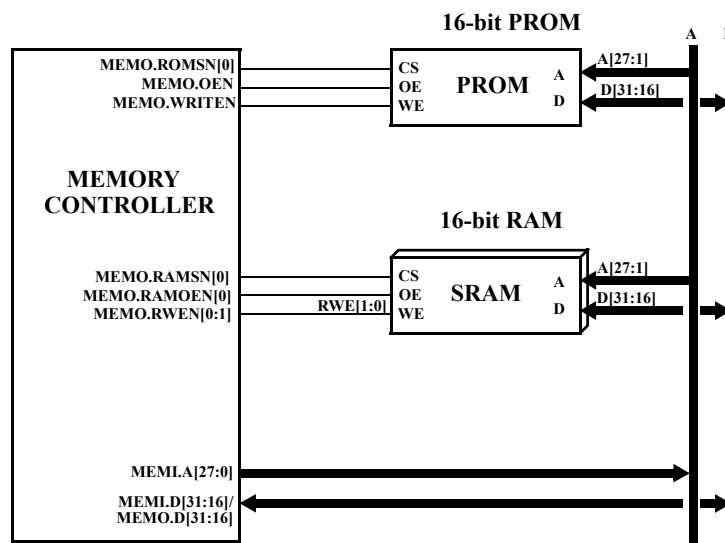 16-bit PROM
A
MEMO.ROMSN[0]
MEMO.OEN
MEMO.WRITEN
CS
OE
WE
PROM
A
D
A[27:1]
D[31:16]
MEMORY
CONTROLLER
16-bit RAM
MEMO.RAMSN[0]
MEMO.RAMOEN[0]
MEMO.RWEN[0:1]
RWE[1:0]
CS
OE
WE
SRAM
A
D
A[27:1]
D[31:16]
MEMI.A[27:0]
MEMI.D[31:16]/
MEMO.D[31:16]